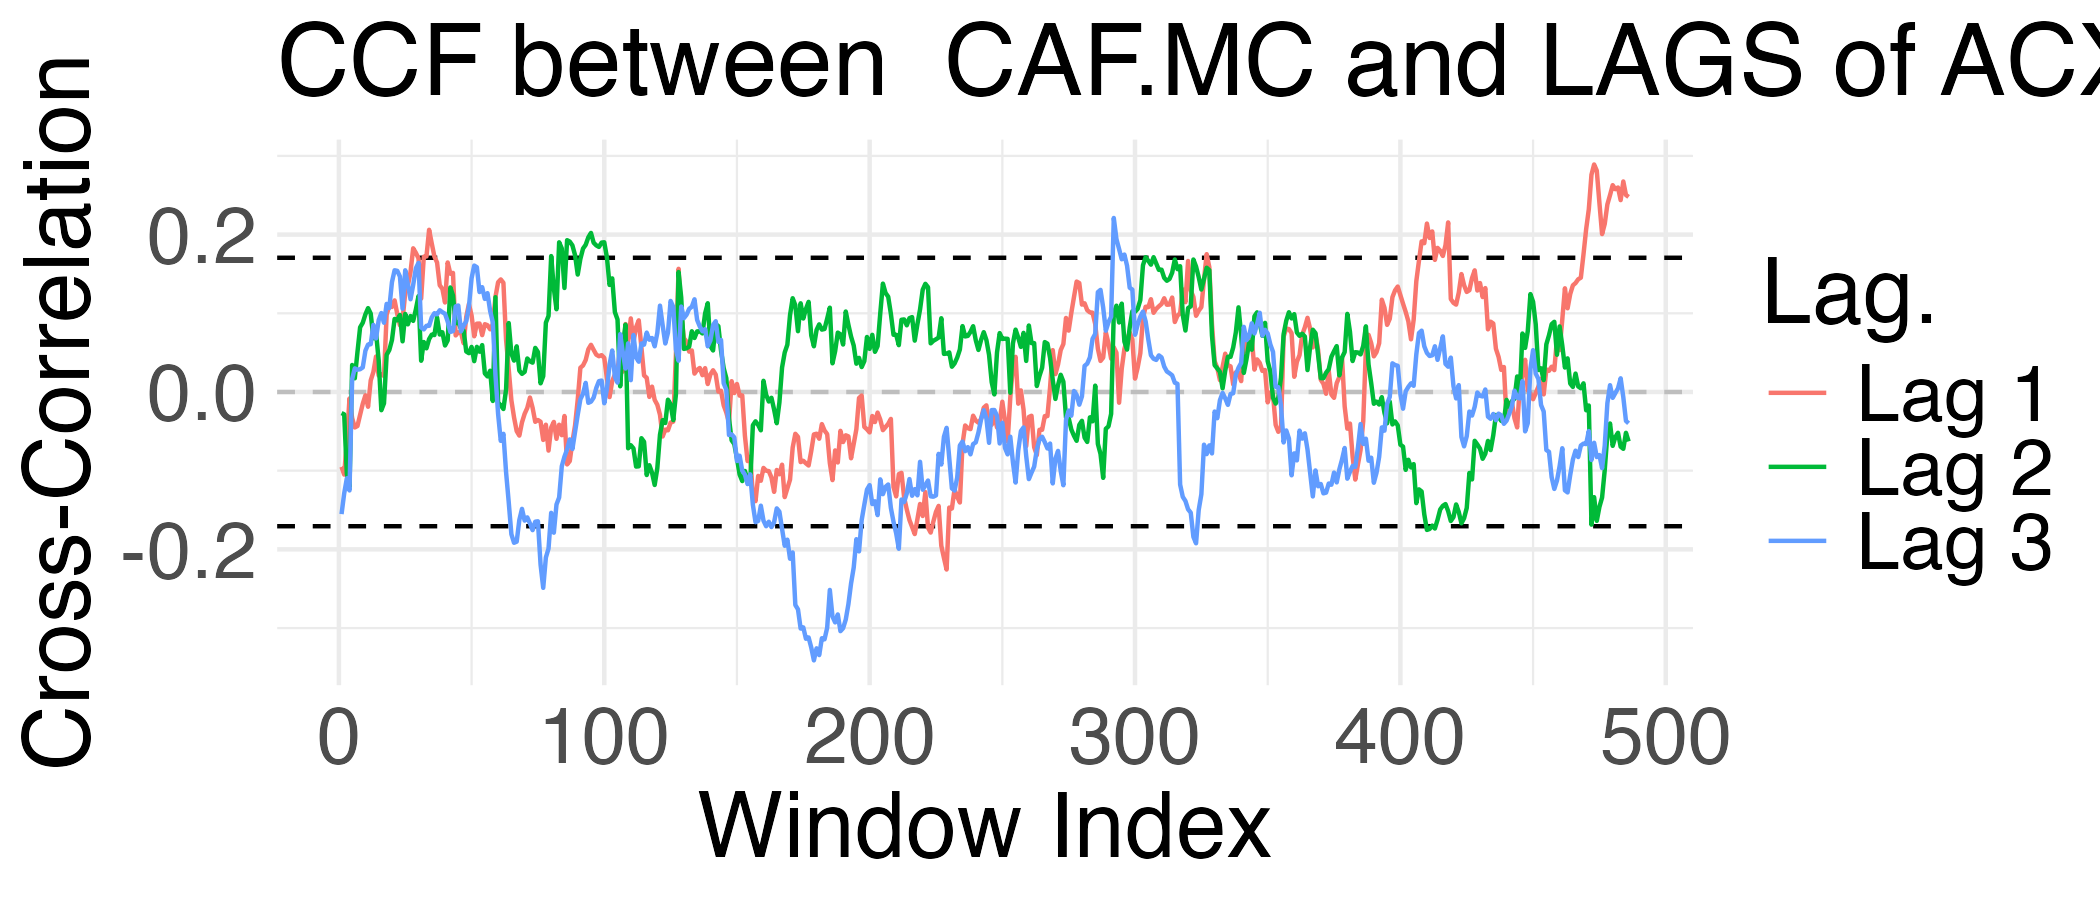 CCF between  CAF.MC and LAGS of ACX
Cross-Correlation
0.2
0.0
-0.2
0 100 200 300 400 500
Window Index
Lag.
Lag 1
Lag 2
Lag 3